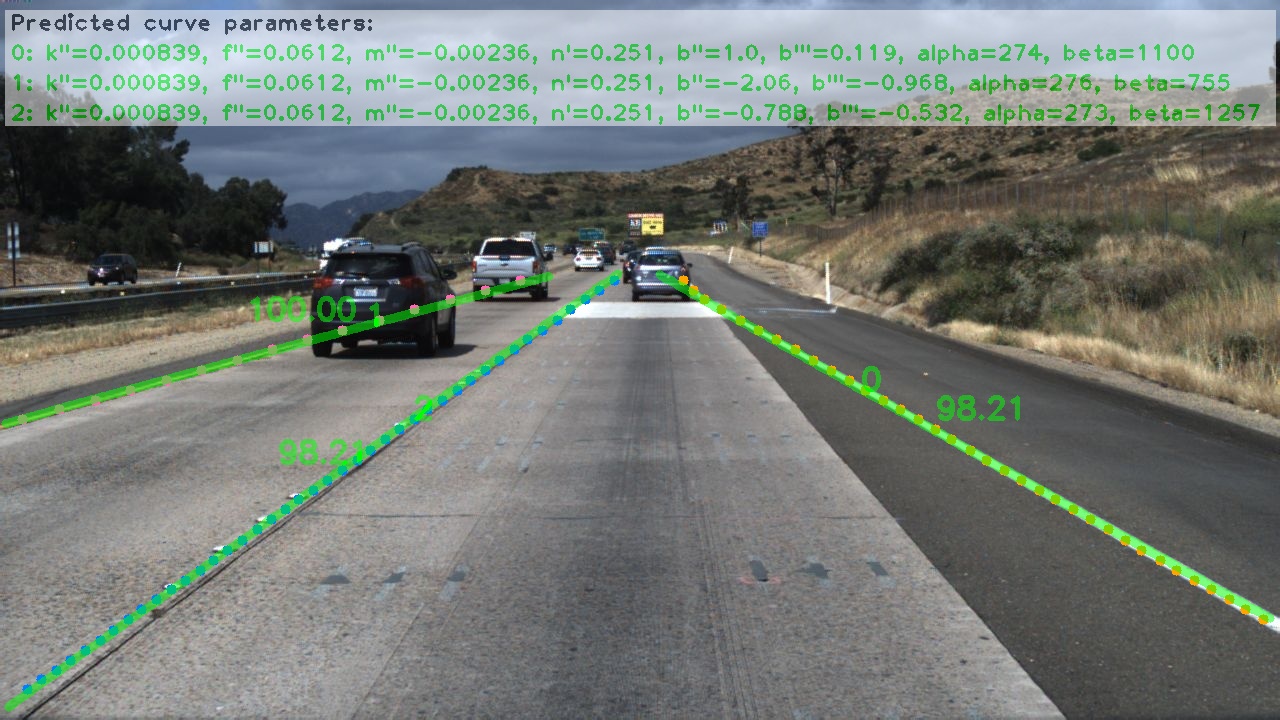 Predicted curve parameters:
0: k''=0.000839, f''=0.0612, m''=-0.00236, n'=0.251, b''=1.0, b'''=0.119, alpha=274, beta=1100
1: k''=0.000839, f''=0.0612, m''=-0.00236, n'=0.251, b''=-2.06, b'''=-0.968, alpha=276, beta=755
2: k''=0.000839, f''=0.0612, m''=-0.00236, n'=0.251, b''=-0.788, b'''=-0.532, alpha=273, beta=1257
100.00 1
0
2
98.21
98.21